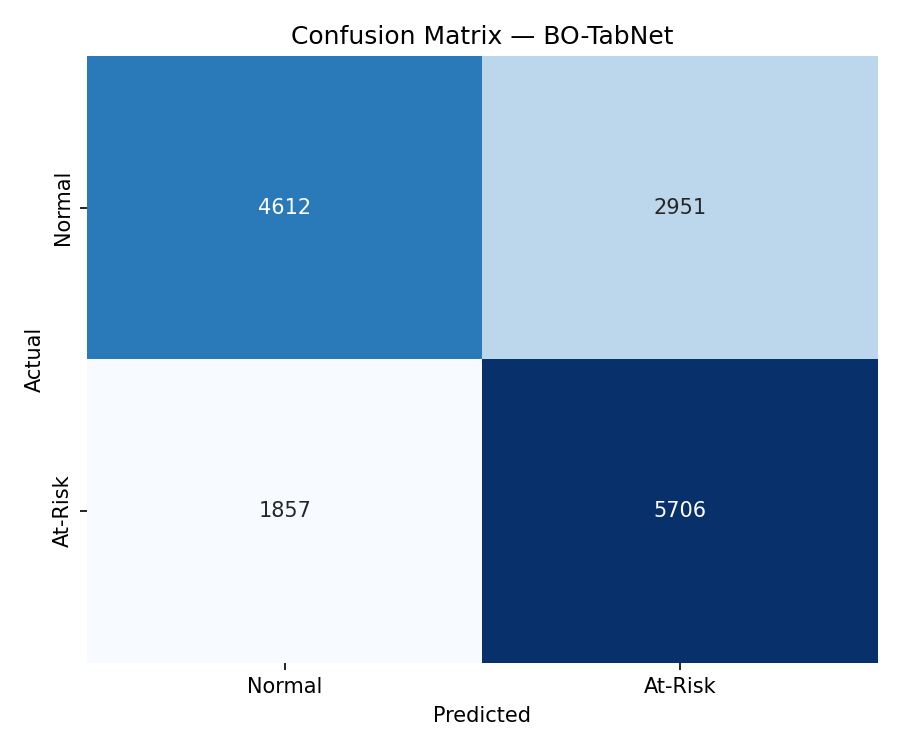 Confusion Matrix — BO-TabNet
Actual
Normal
4612
2951
At-Risk
1857
5706
Normal
At-Risk
Predicted